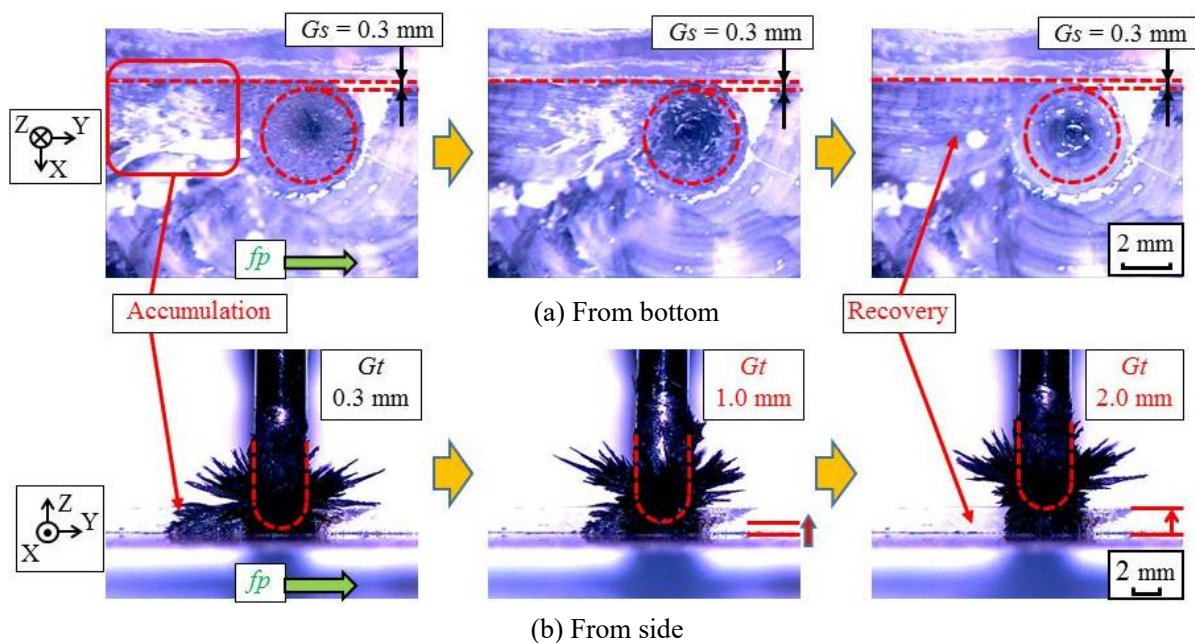 Gs = 0.3 mm
Gs = 0.3 mm
Gs = 0.3 mm
Z
Y
X
fp
2 mm
Accumulation
(a) From bottom
Recovery
Gt
0.3 mm
Gt
1.0 mm
Gt
2.0 mm
Z
Y
X
fp
2 mm
(b) From side